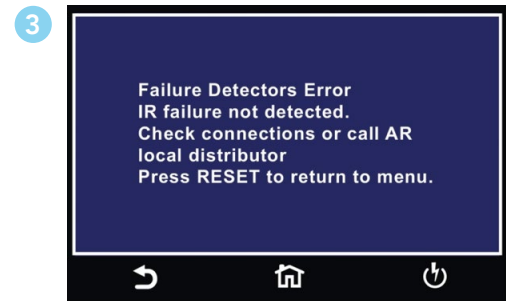 3
Failure Detectors Error
IR failure not detected.
Check connections or call AR
local distributor
Press RESET to return to menu.